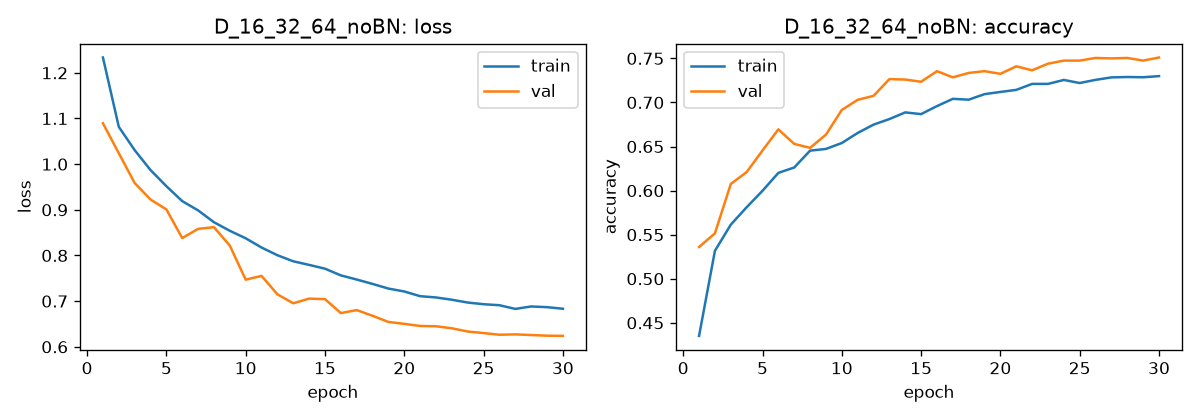 D_16_32_64_noBN: loss
train
val
1.2
1.1
1.0
0.9
0.8
0.7
0.6
loss
0
5
10
15
20
25
30
epoch
D_16_32_64_noBN: accuracy
train
val
0.75
0.70
0.65
0.60
0.55
0.50
0.45
accuracy
0
5
10
15
20
25
30
epoch